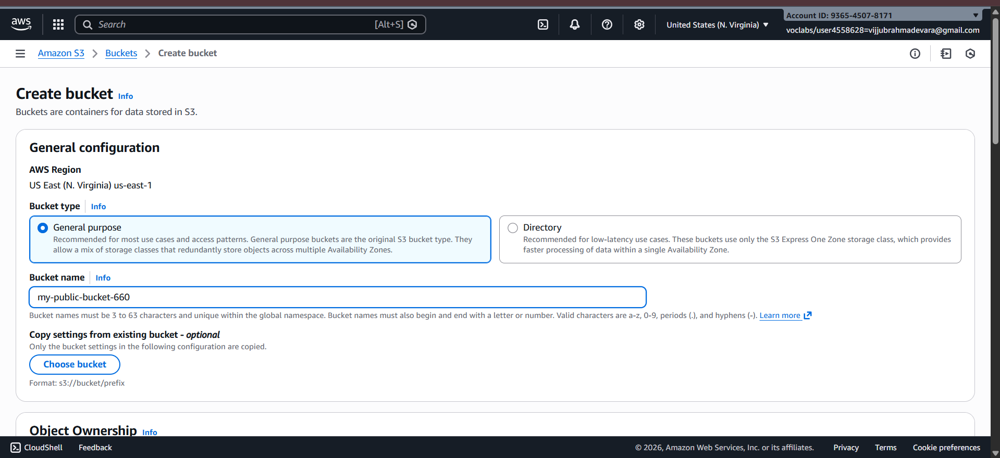 aws
Search [Alt+S]
United States (N. Virginia)
Account ID: 9365-4507-8171
voclabs/user4558628=vijjubrahmadevara@gmail.com
Amazon S3 Buckets Create bucket
Create bucket Info
Buckets are containers for data stored in S3.
General configuration
AWS Region
US East (N. Virginia) us-east-1
Bucket type Info
General purpose
Recommended for most use cases and access patterns. General purpose buckets are the original S3 bucket type. They
allow a mix of storage classes that redundantly store objects across multiple Availability Zones.
Directory
Recommended for low-latency use cases. These buckets use only the S3 Express One Zone storage class, which provides
faster processing of data within a single Availability Zone.
Bucket name Info
my-public-bucket-660
Bucket names must be 3 to 63 characters and unique within the global namespace. Bucket names must also begin and end with a letter or number. Valid characters are a-z, 0-9, periods (.), and hyphens (-). Learn more
Copy settings from existing bucket - optional
Only the bucket settings in the following configuration are copied.
Choose bucket
Format: s3://bucket/prefix
Object Ownership Info
CloudShell Feedback © 2026, Amazon Web Services, Inc. or its affiliates. Privacy Terms Cookie preferences